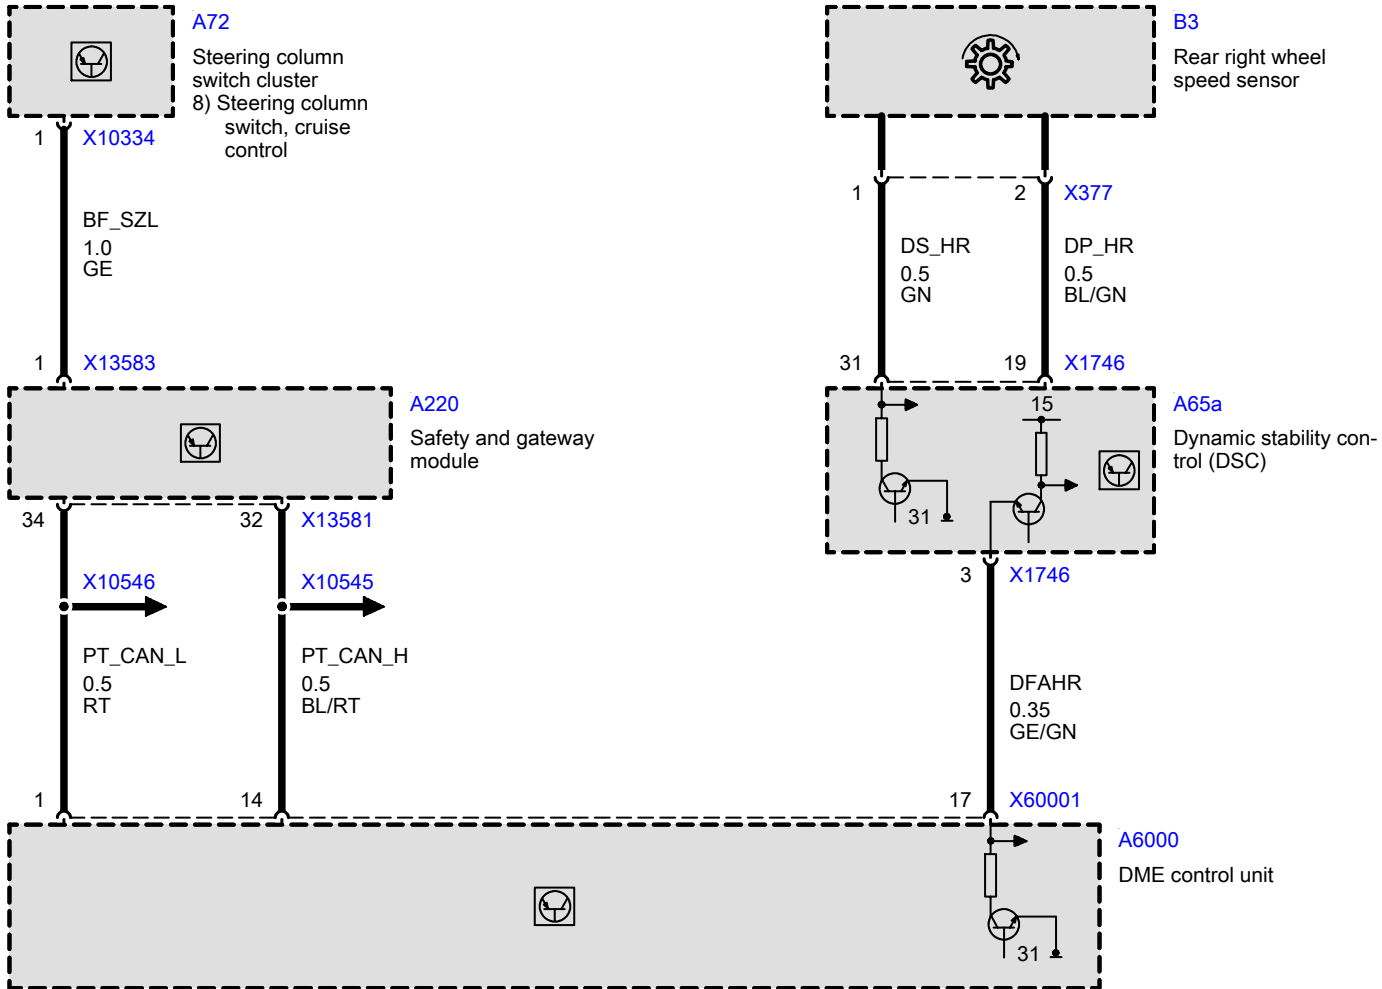 A72
Steering column
switch cluster
8) Steering column
switch, cruise
control
1 X10334
BF_SZL
1.0
GE
1 X13583
A220
Safety and gateway
module
34 32 X13581
X10546 X10545
PT_CAN_L PT_CAN_H
0.5 0.5
RT BL/RT
1 14
B3
Rear right wheel
speed sensor
1 2 X377
DS_HR DP_HR
0.5 0.5
GN BL/GN
31 19 X1746
A65a
Dynamic stability con-
trol (DSC)
15
31
3 X1746
DFAHR
0.35
GE/GN
17 X60001
A6000
DME control unit
31